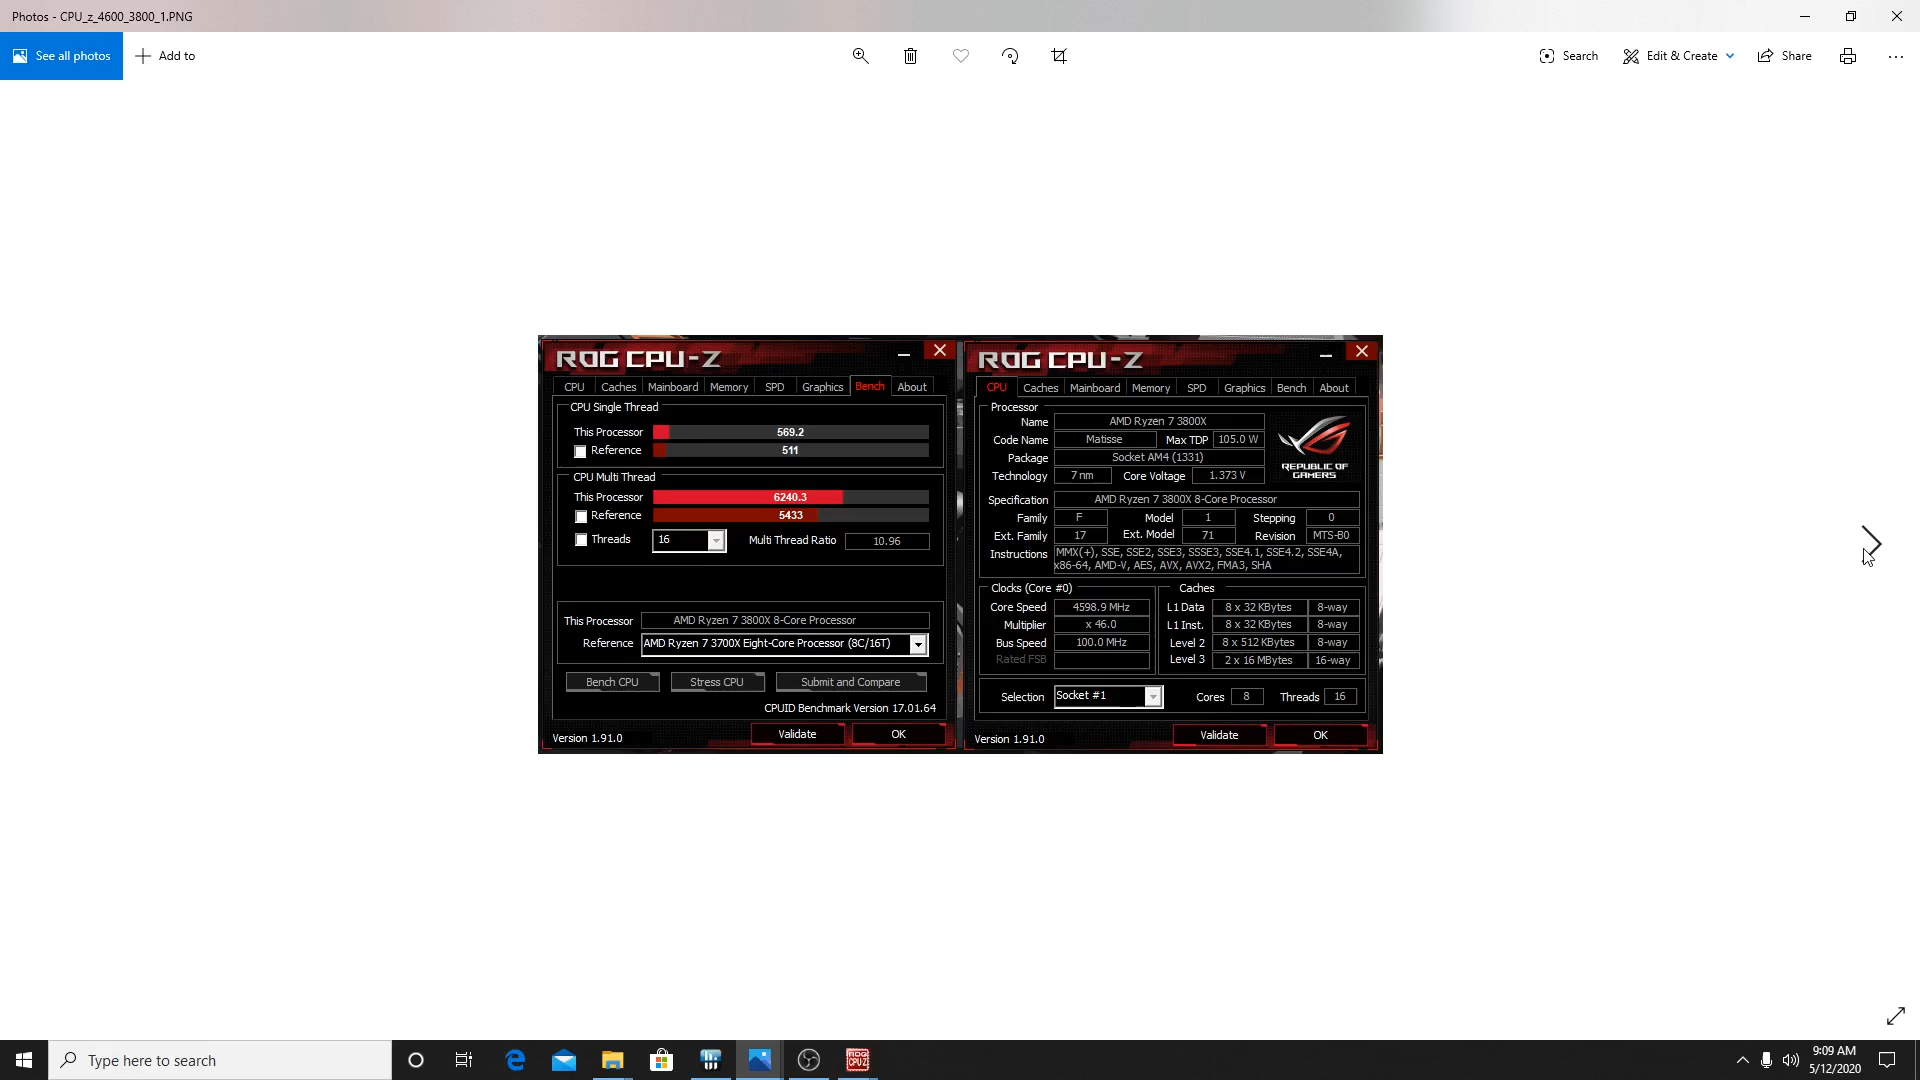 Photos - CPU_z_4600_3800_1.PNG
See all photos
Add to
Search
Edit & Create
Share
ROG CPU-Z
CPU Caches Mainboard Memory SPD Graphics Bench About
CPU Single Thread
This Processor 569.2
Reference 511
CPU Multi Thread
This Processor 6240.3
Reference 5433
Threads 16 Multi Thread Ratio 10.96
This Processor AMD Ryzen 7 3800X 8-Core Processor
Reference AMD Ryzen 7 3700X Eight-Core Processor (8C/16T)
Bench CPU Stress CPU Submit and Compare
CPUID Benchmark Version 17.01.64
Version 1.91.0 Validate OK
ROG CPU-Z
CPU Caches Mainboard Memory SPD Graphics Bench About
Processor
Name AMD Ryzen 7 3800X
Code Name Matisse Max TDP 105.0 W
Package Socket AM4 (1331)
Technology 7 nm Core Voltage 1.373 V
REPUBLIC OF
GAMERS
Specification AMD Ryzen 7 3800X 8-Core Processor
Family F Model 1 Stepping 0
Ext. Family 17 Ext. Model 71 Revision MTS-B0
Instructions MMX(+), SSE, SSE2, SSE3, SSSE3, SSE4.1, SSE4.2, SSE4A,
x86-64, AMD-V, AES, AVX, AVX2, FMA3, SHA
Clocks (Core #0)
Core Speed 4598.9 MHz
Multiplier x 46.0
Bus Speed 100.0 MHz
Rated FSB
Caches
L1 Data 8 x 32 KBytes 8-way
L1 Inst. 8 x 32 KBytes 8-way
Level 2 8 x 512 KBytes 8-way
Level 3 2 x 16 MBytes 16-way
Selection Socket #1 Cores 8 Threads 16
Version 1.91.0 Validate OK
Type here to search
ROG
CPU-Z
9:09 AM
5/12/2020